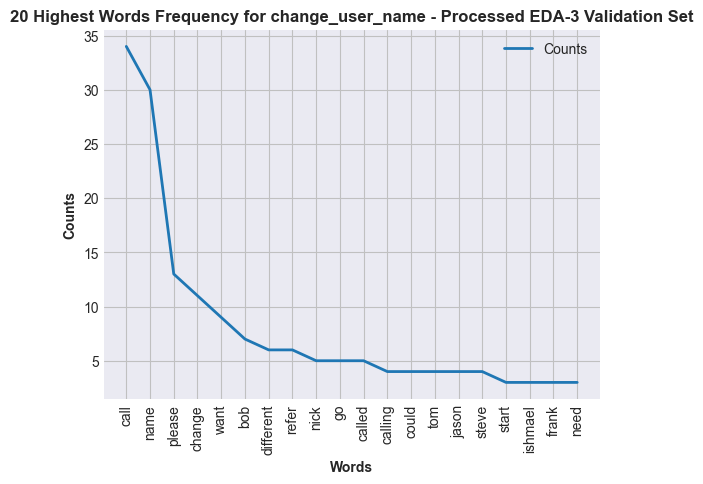 20 Highest Words Frequency for change_user_name - Processed EDA-3 Validation Set
Counts
35
30
25
20
15
10
5
Counts
call
name
please
change
want
bob
different
refer
nick
go
called
calling
could
tom
jason
steve
start
ishmael
frank
need
Words